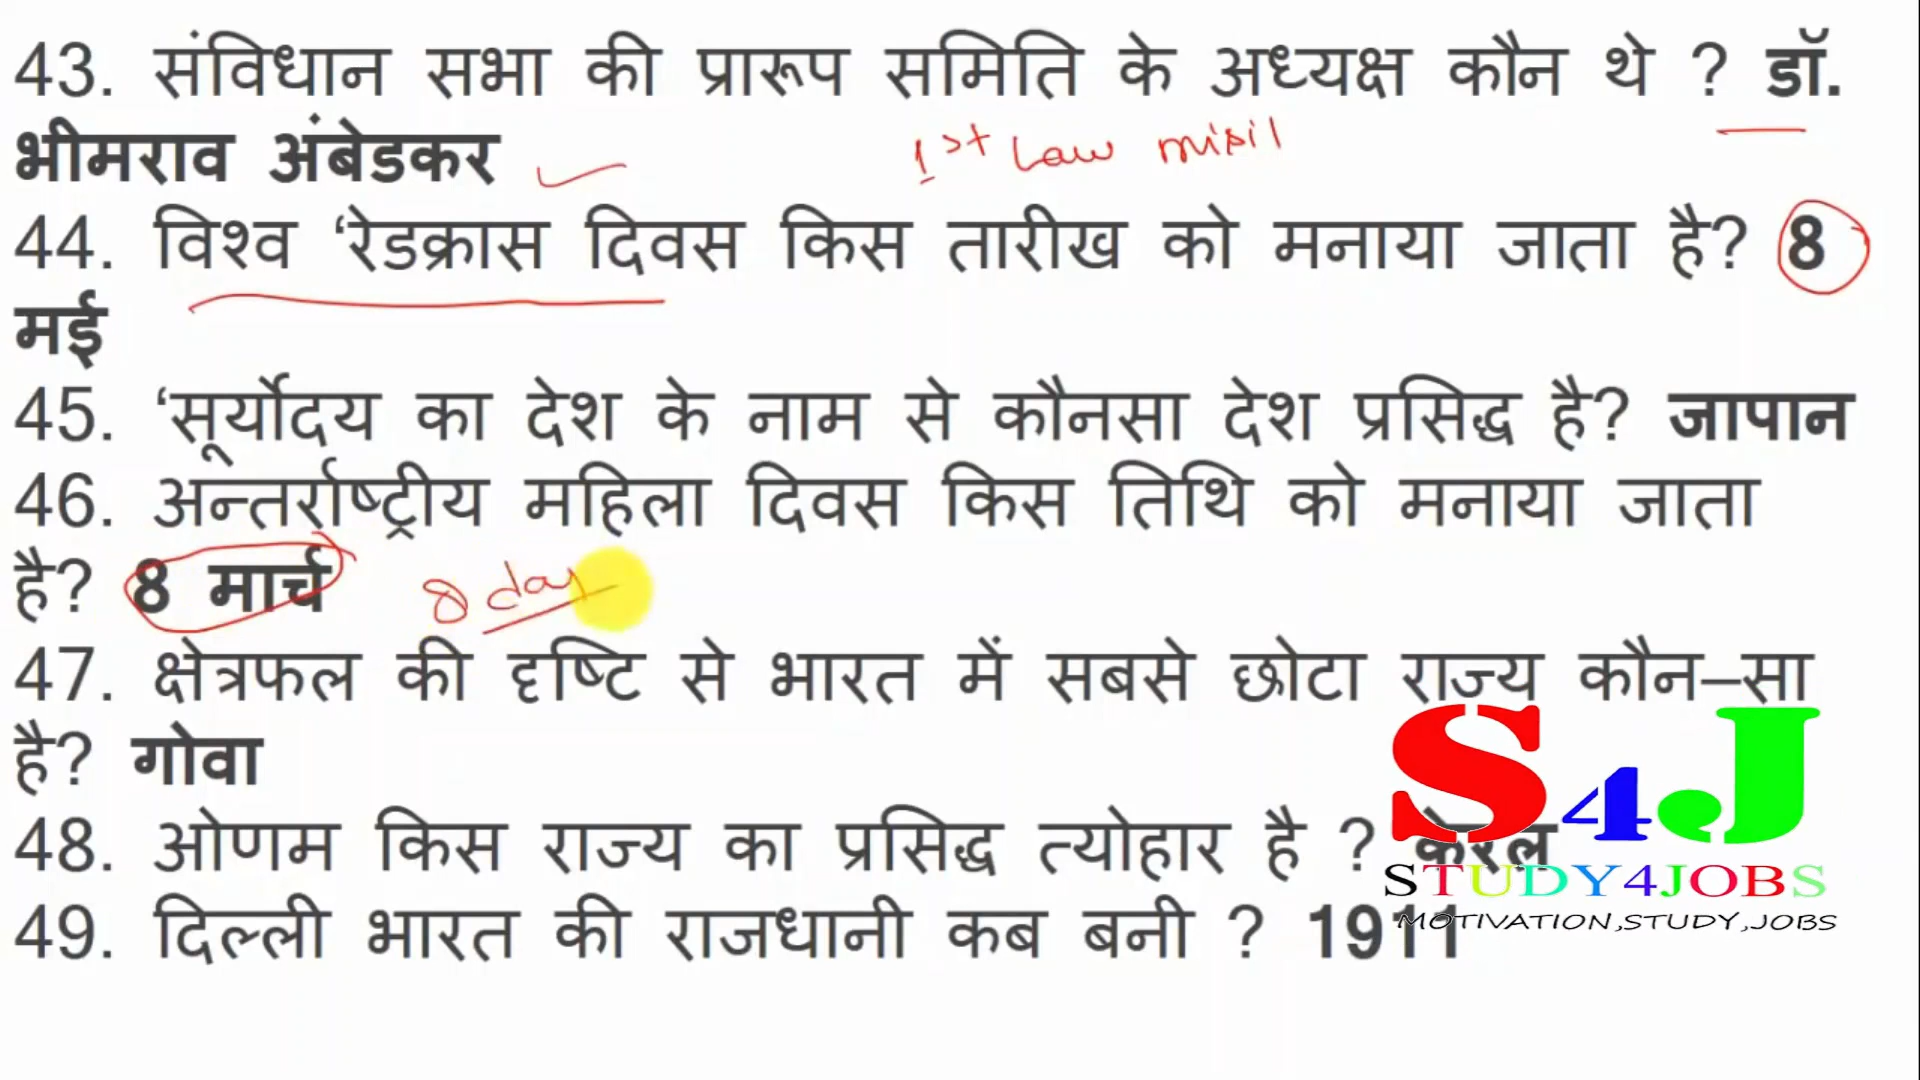 43. संविधान सभा की प्रारूप समिति के अध्यक्ष कौन थे ? डॉ.
भीमराव अंबेडकर
1st Law
44. विश्व ‘रेडक्रास दिवस किस तारीख को मनाया जाता है? 8
मई
45. ‘सूर्योदय का देश के नाम से कौनसा देश प्रसिद्ध है? जापान
46. अन्तर्राष्ट्रीय महिला दिवस किस तिथि को मनाया जाता
है? 8 मार्च
8 day
47. क्षेत्रफल की दृष्टि से भारत में सबसे छोटा राज्य कौन–सा
है? गोवा
48. ओणम किस राज्य का प्रसिद्ध त्योहार है ? केरल
49. दिल्ली भारत की राजधानी कब बनी ? 1911
S4J
STUDY4JOBS
MOTIVATION,STUDY,JOBS